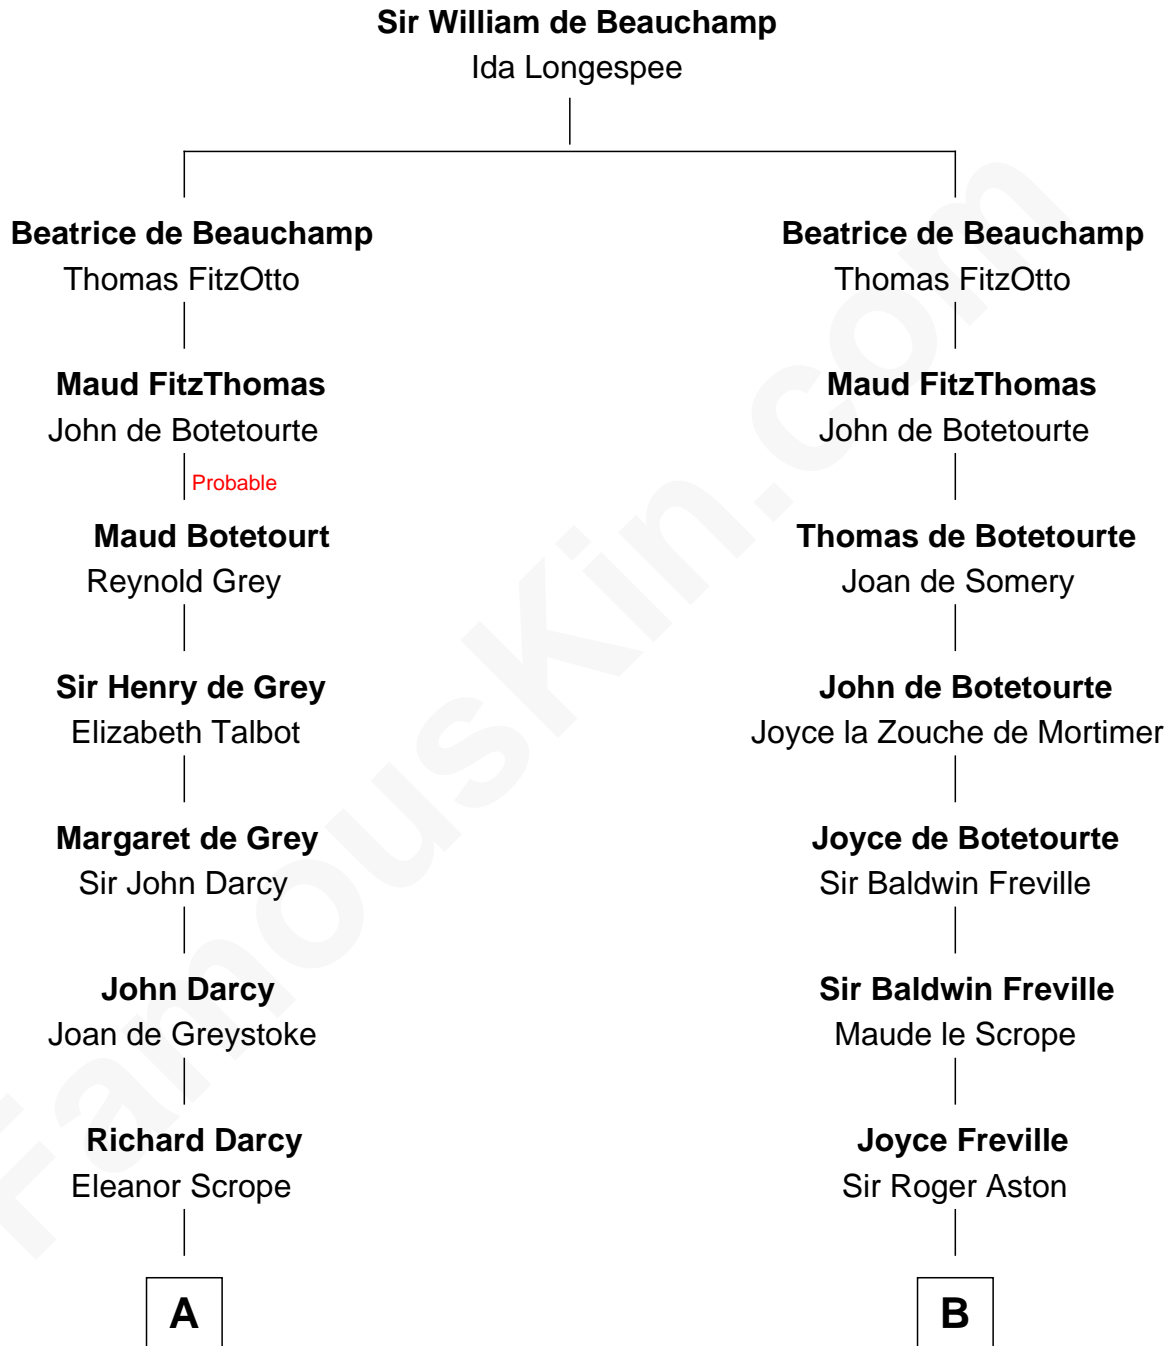 Sir William de Beauchamp
Ida Longespee
Beatrice de Beauchamp
Thomas FitzOtto
Maud FitzThomas
John de Botetourte
Probable
Maud Botetourt
Reynold Grey
Sir Henry de Grey
Elizabeth Talbot
Margaret de Grey
Sir John Darcy
John Darcy
Joan de Greystoke
Richard Darcy
Eleanor Scrope
A
Beatrice de Beauchamp
Thomas FitzOtto
Maud FitzThomas
John de Botetourte
Thomas de Botetourte
Joan de Somery
John de Botetourte
Joyce la Zouche de Mortimer
Joyce de Botetourte
Sir Baldwin Freville
Sir Baldwin Freville
Maude le Scrope
Joyce Freville
Sir Roger Aston
B
FamousKin.com